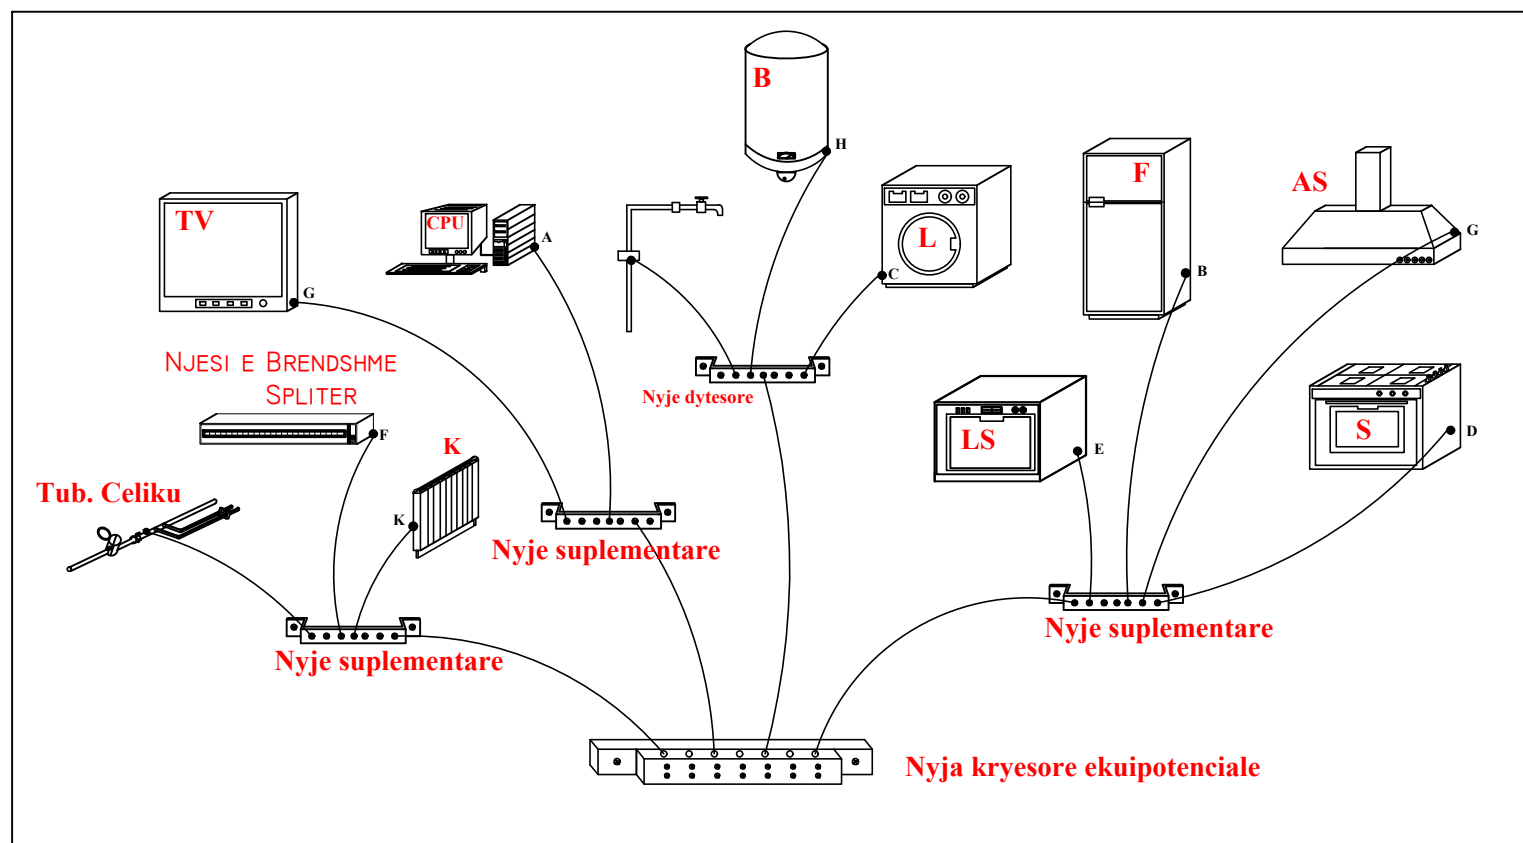 B
H
TV
CPU
A
L
C
F
B
AS
G
G
NJESI E BRENDSHME
SPLITER
F
K
K
Nyje dytesore
LS
E
S
D
Tub. Celiku
Nyje suplementare
Nyje suplementare
Nyje suplementare
Nyja kryesore ekuipotenciale